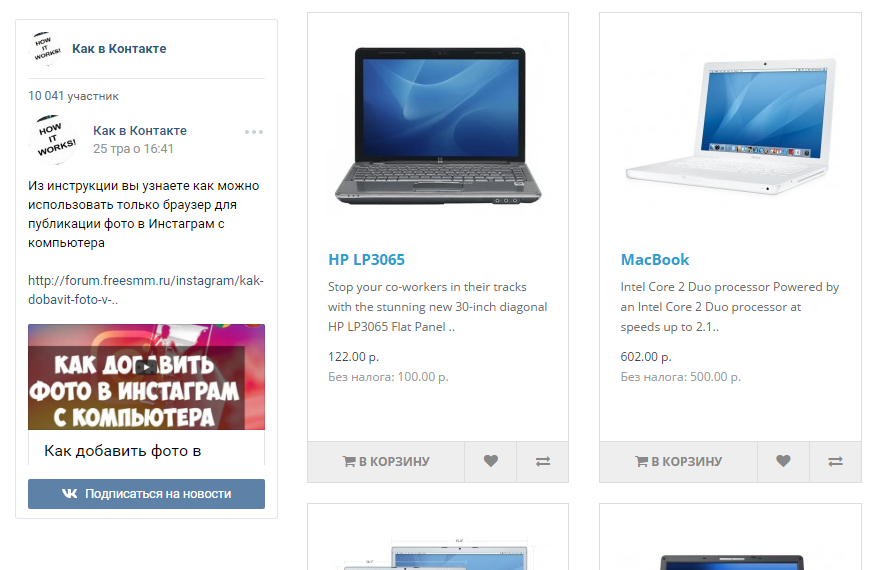 HOW
IT
WORKS!
Как в Контакте
10 041 участник
HOW
IT
WORKS!
Как в Контакте
25 тра о 16:41
Из инструкции вы узнаете как можно
использовать только браузер для
публикации фото в Инстаграм с
компьютера
http://forum.freesmm.ru/instagram/kak-
dobavit-foto-v-..
КАК ДОБАВИТЬ
ФОТО В ИНСТАГРАМ
С КОМПЬЮТЕРА
Как добавить фото в
Подписаться на новости
HP LP3065
Stop your co-workers in their tracks
with the stunning new 30-inch diagonal
HP LP3065 Flat Panel ..
122.00 р.
Без налога: 100.00 р.
В КОРЗИНУ
MacBook
Intel Core 2 Duo processor Powered by
an Intel Core 2 Duo processor at
speeds up to 2.1..
602.00 р.
Без налога: 500.00 р.
В КОРЗИНУ